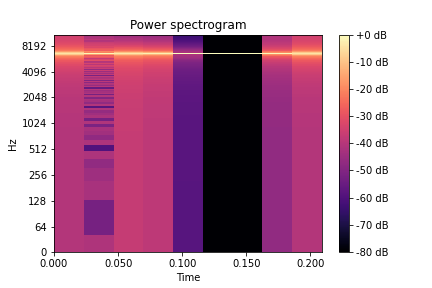 Power spectrogram
Hz
8192
4096
2048
1024
512
256
128
64
0
0.000 0.050 0.100 0.150 0.200
Time
+0 dB
-10 dB
-20 dB
-30 dB
-40 dB
-50 dB
-60 dB
-70 dB
-80 dB